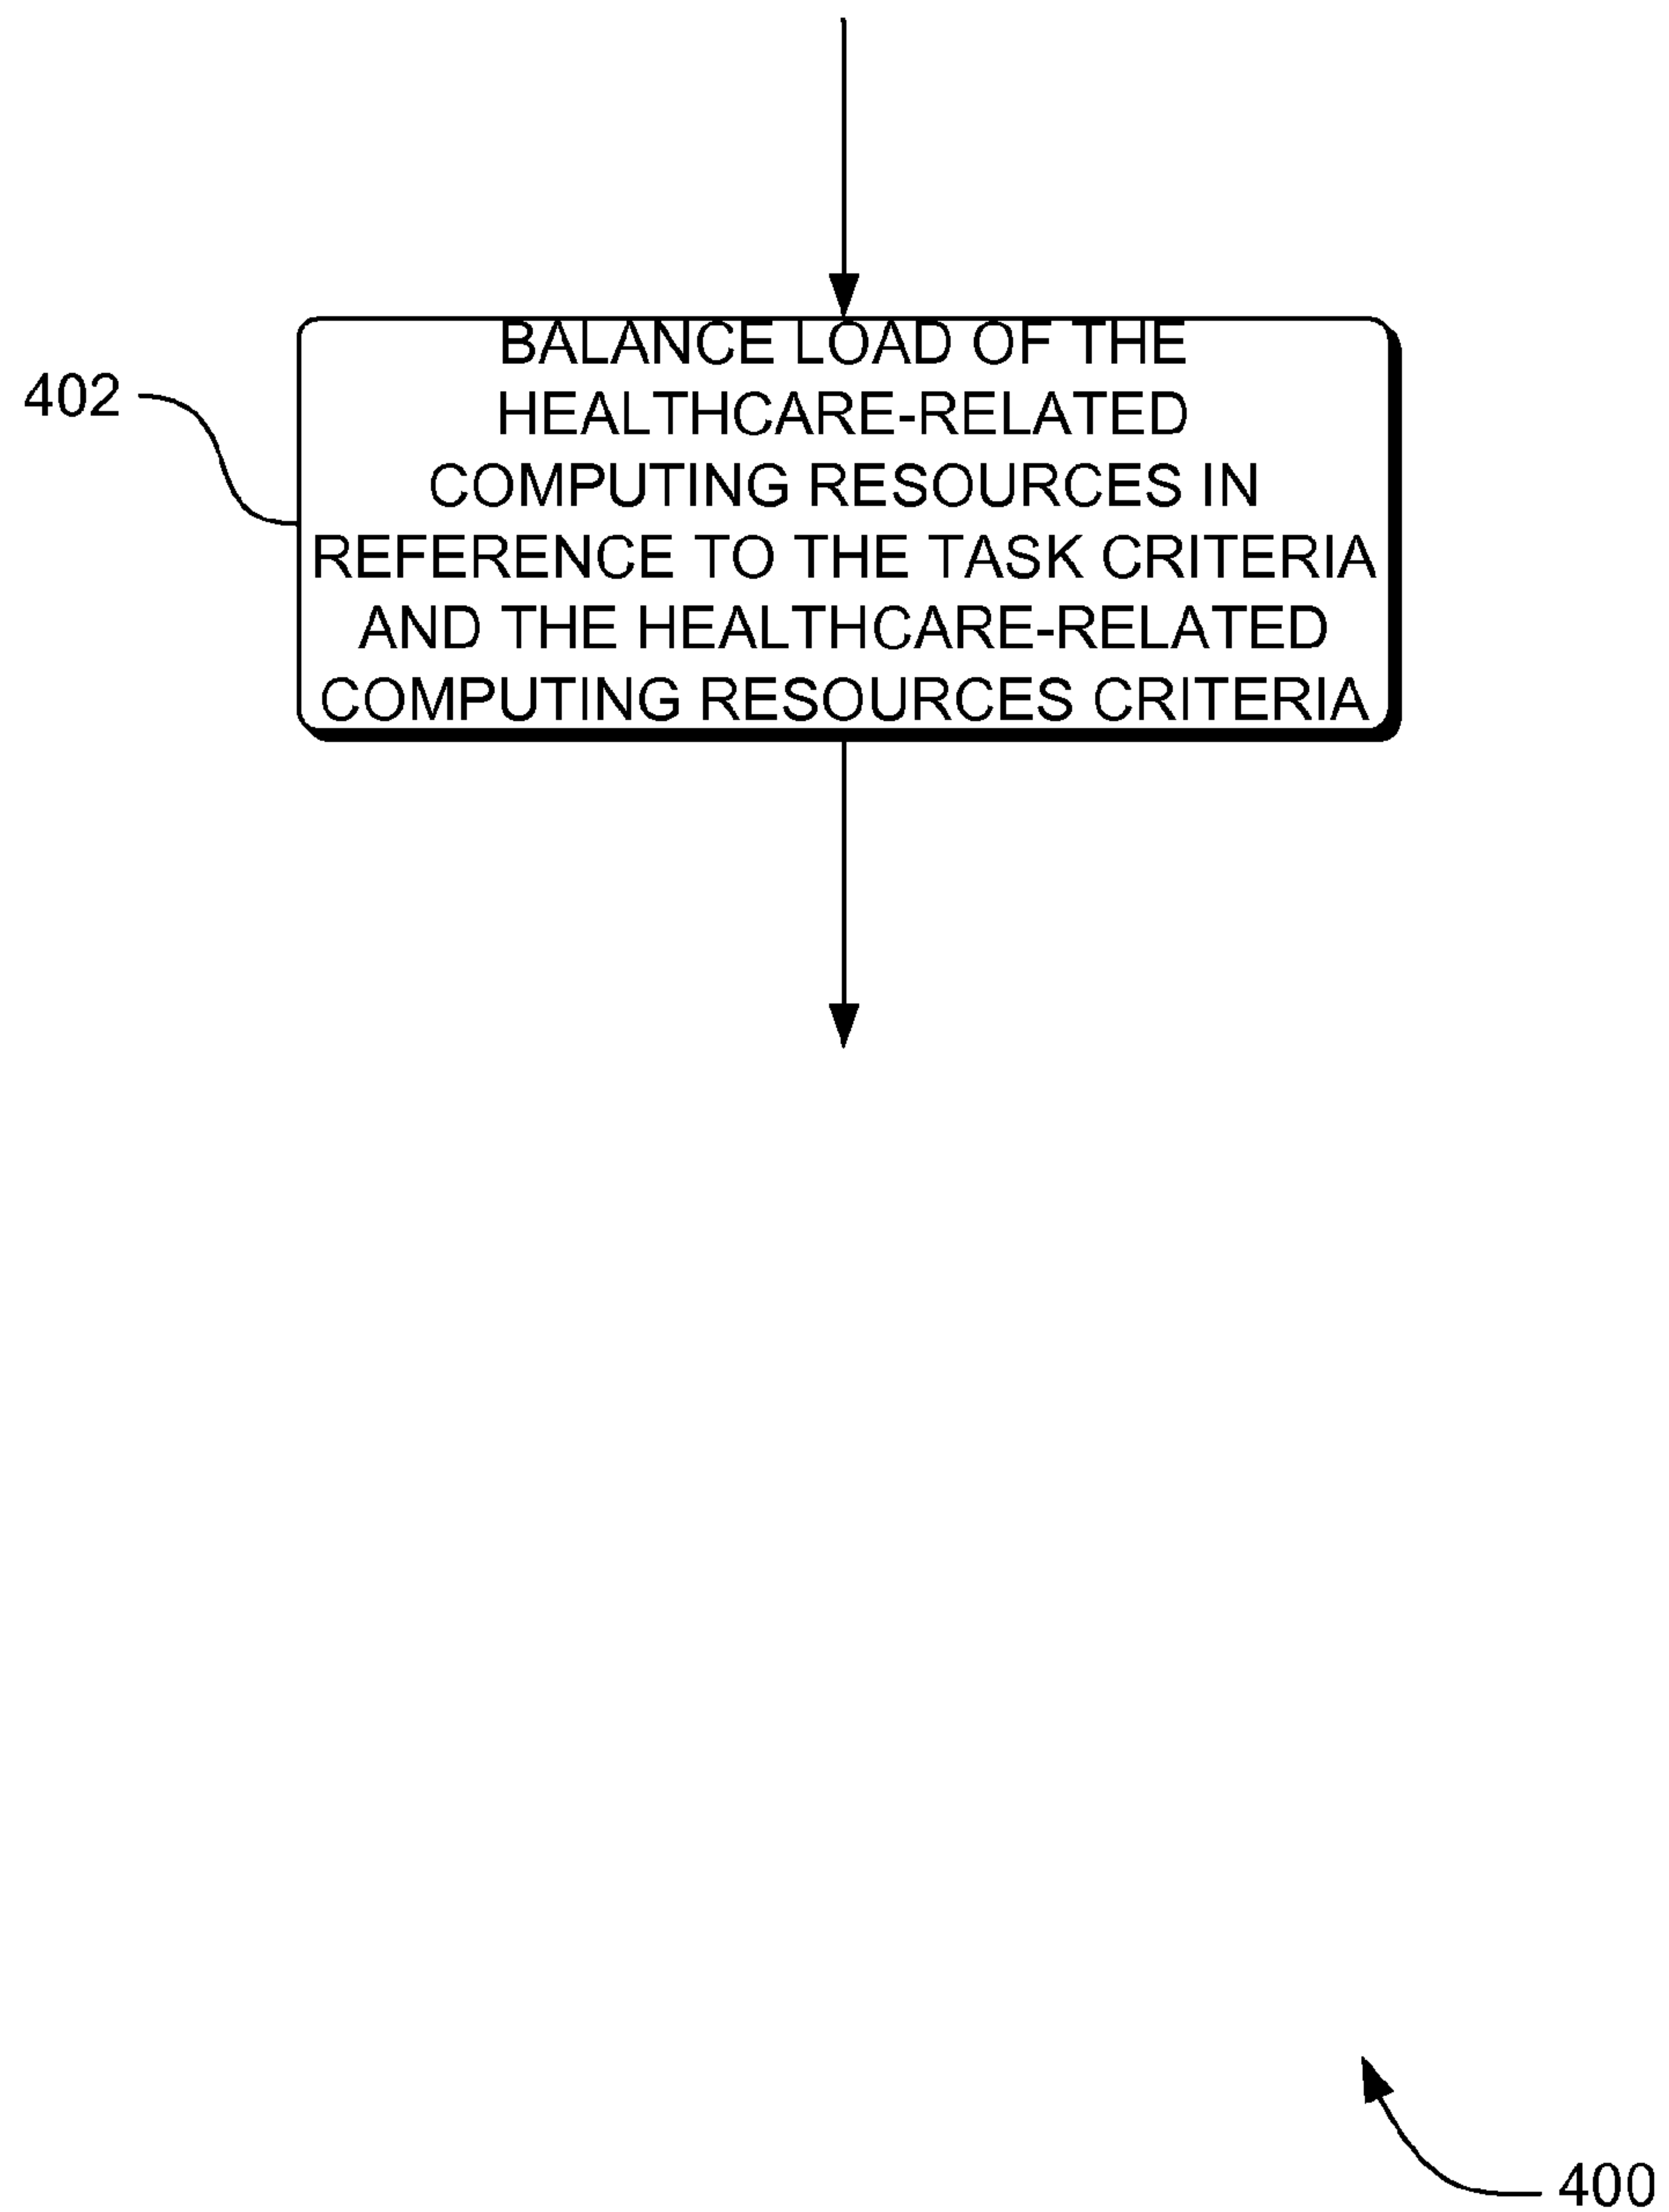 BALANCE LOAD OF THE
HEALTHCARE-RELATED
402
COMPUTING RESOURCES IN
REFERENCE TO THE TASK CRITERIA
AND THE HEALTHCARE-RELATED
COMPUTING RESOURCES CRITERIA
400